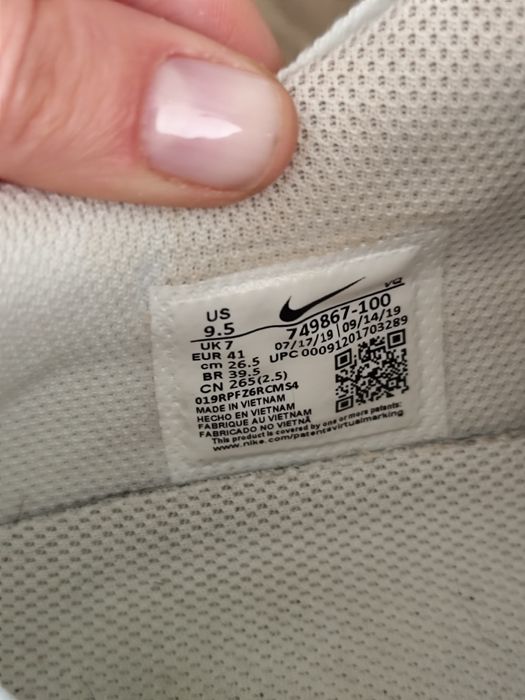 US
9.5
UK 7
EUR 41
cm 26.5
BR 39.5
CN 265(2.5)
VQ
749867-100
07/17/19 | 09/14/19
UPC 00091201703289
019RPFZ6RCMS4
MADE IN VIETNAM
HECHO EN VIETNAM
FABRIQUE AU VIETNAM
FABRICADO NO VIETNÃ
This product is covered by one or more patents:
www.nike.com/patentsvirtualmarking